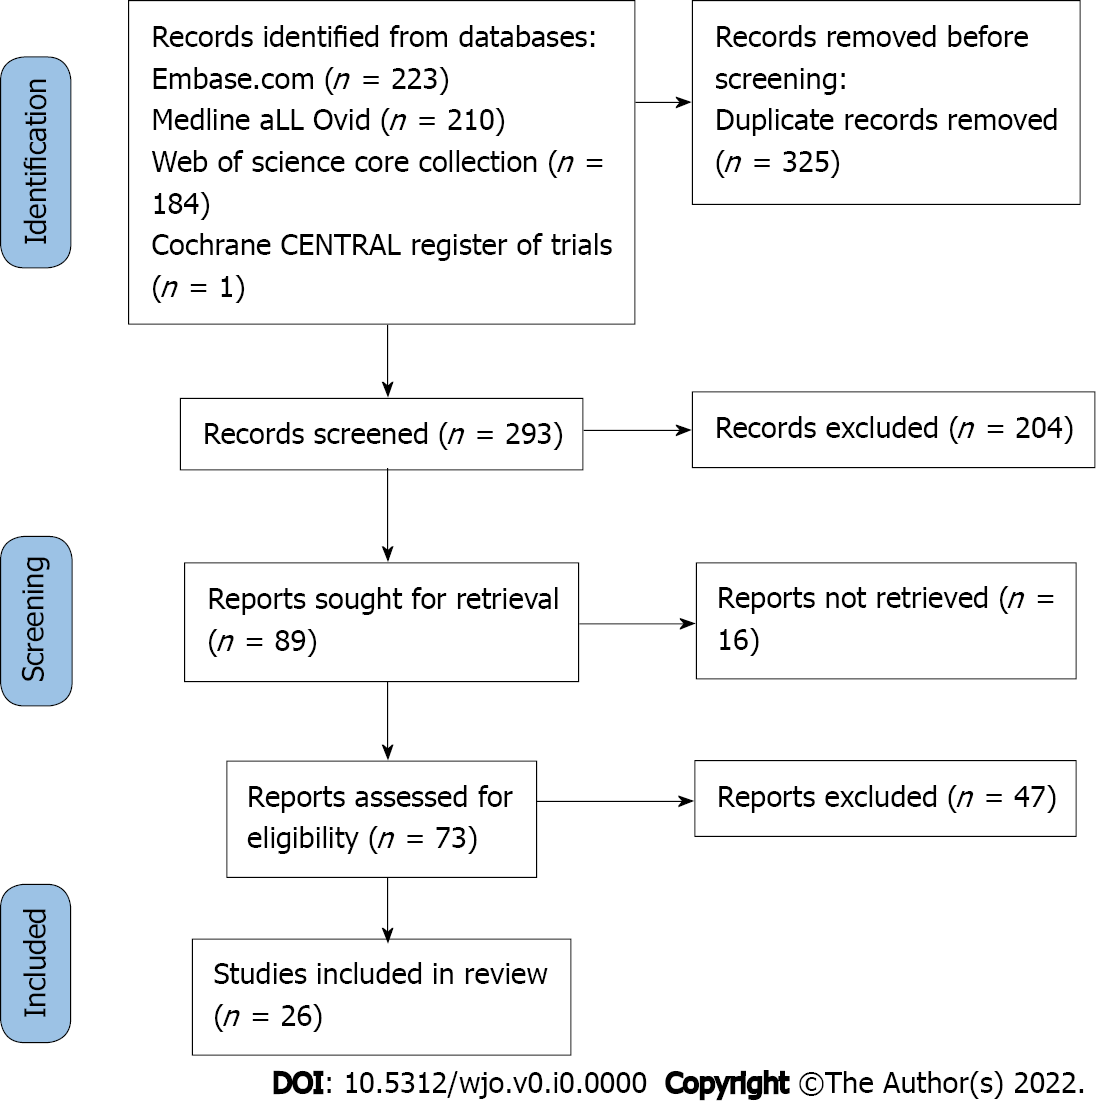 Identification
Records identified from databases:
Embase.com (n = 223)
Medline aLL Ovid (n = 210)
Web of science core collection (n =
184)
Cochrane CENTRAL register of trials
(n = 1)
Records removed before
screening:
Duplicate records removed
(n = 325)
Records screened (n = 293)
Records excluded (n = 204)
Screening
Reports sought for retrieval
(n = 89)
Reports not retrieved (n =
16)
Reports assessed for
eligibility (n = 73)
Reports excluded (n = 47)
Included
Studies included in review
(n = 26)
DOI: 10.5312/wjo.v0.i0.0000 Copyright ©The Author(s) 2022.